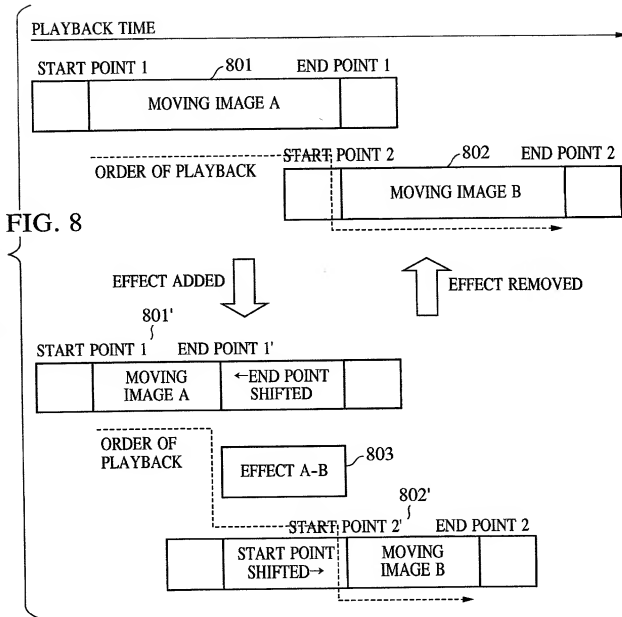 PLAYBACK TIME
START POINT 1
801
END POINT 1
MOVING IMAGE A
ORDER OF PLAYBACK
START POINT 2
802
END POINT 2
MOVING IMAGE B
FIG. 8
EFFECT ADDED
EFFECT REMOVED
801'
START POINT 1
END POINT 1'
MOVING
IMAGE A
←END POINT
SHIFTED
ORDER OF
PLAYBACK
EFFECT A-B
803
802'
START POINT 2'
END POINT 2
START POINT
SHIFTED→
MOVING
IMAGE B